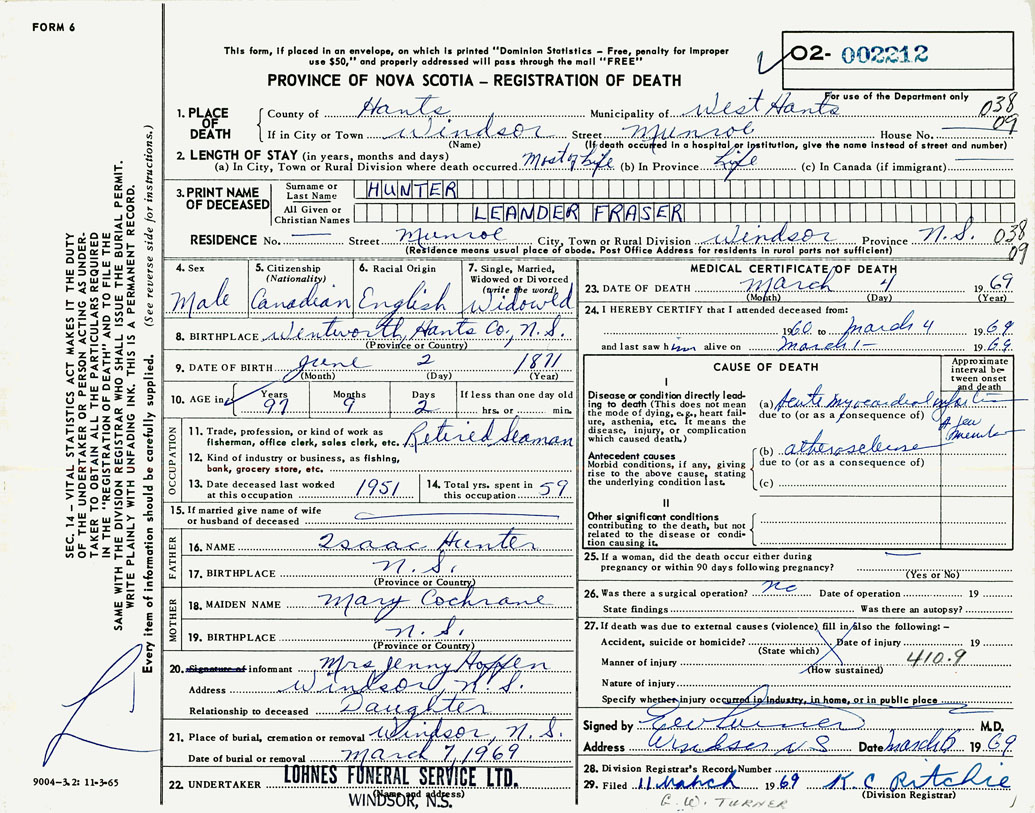 FORM 6
This form, if placed in an envelope, on which is printed "Dominion Statistics – Free, penalty for improper
use $50," and properly addressed will pass through the mail "FREE"
PROVINCE OF NOVA SCOTIA – REGISTRATION OF DEATH
O2- 002212
For use of the Department only
038
09
1. PLACE OF DEATH
County of Hants Municipality of West Hants
If in City or Town Windsor Street Munroe House No. —
(Name) (If death occurred in a hospital or institution, give the name instead of street and number)
2. LENGTH OF STAY (in years, months and days)
(a) In City, Town or Rural Division where death occurred Most of Life (b) In Province Life (c) In Canada (if immigrant) —
3. PRINT NAME OF DECEASED
Surname or Last Name HUNTER
All Given or Christian Names LEANDER FRASER
RESIDENCE No. — Street Munroe City, Town or Rural Division Windsor Province N.S. 038
09
(Residence means usual place of abode. Post Office Address for residents in rural parts not sufficient)
4. Sex Male
5. Citizenship (Nationality) Canadian
6. Racial Origin English
7. Single, Married, Widowed or Divorced (write the word) Widowed
8. BIRTHPLACE Wentworth, Hants Co, N.S.
(Province or Country)
9. DATE OF BIRTH June 2 1871
(Month) (Day) (Year)
10. AGE in Years 97 Months 9 Days 2 If less than one day old
hrs. or min.
OCCUPATION
11. Trade, profession, or kind of work as
fisherman, office clerk, sales clerk, etc. Retired Seaman
12. Kind of industry or business, as fishing,
bank, grocery store, etc.
13. Date deceased last worked
at this occupation 1951
14. Total yrs. spent in
this occupation 59
15. If married give name of wife
or husband of deceased
FATHER
16. NAME Isaac Hunter
17. BIRTHPLACE N.S.
(Province or Country)
MOTHER
18. MAIDEN NAME Mary Cochrane
19. BIRTHPLACE N.S.
(Province or Country)
20. Signature of informant Mrs Jenny
Address Windsor, N.S.
Relationship to deceased Daughter
21. Place of burial, cremation or removal Windsor, N.S.
Date of burial or removal March 7, 1969
22. UNDERTAKER LOHNES FUNERAL SERVICE LTD.
(Name and address)
WINDSOR, N.S.
MEDICAL CERTIFICATE OF DEATH
23. DATE OF DEATH March 4 1969
(Month) (Day) (Year)
24. I HEREBY CERTIFY that I attended deceased from:
1960 to March 4 1969
and last saw him alive on March 1 – 1969
CAUSE OF DEATH
Approximate interval between onset and death
I
Disease or condition directly leading to death (This does not mean the mode of dying, e.g., heart failure, asthenia, etc. It means the disease, injury, or complication which caused death.)
(a) Acute myocardial infarction
due to (or as a consequence of)
A few minutes
Antecedent causes
Morbid conditions, if any, giving rise to the above cause, stating the underlying condition last.
(b)
due to (or as a consequence of)
(c)
II
Other significant conditions
contributing to the death, but not related to the disease or condition causing it.
25. If a woman, did the death occur either during
pregnancy or within 90 days following pregnancy? —
(Yes or No)
26. Was there a surgical operation? no Date of operation 19
State findings Was there an autopsy?
27. If death was due to external causes (violence) fill in also the following: –
Accident, suicide or homicide? Date of injury 19
(State which)
Manner of injury 410.9
(How sustained)
Nature of injury
Specify whether injury occurred in industry, in home, or in public place
Signed by M.D.
Address Windsor N S Date March 6 1969
28. Division Registrar's Record Number
29. Filed 11 March 1969 K C Ritchie
(Division Registrar)
E. W. TURNER
SEC. 14 – VITAL STATISTICS ACT MAKES IT THE DUTY
OF THE UNDERTAKER OR PERSON ACTING AS UNDER-
TAKER TO OBTAIN ALL THE PARTICULARS REQUIRED
IN THE "REGISTRATION OF DEATH" AND TO FILE THE
SAME WITH THE DIVISION REGISTRAR WHO SHALL ISSUE THE BURIAL PERMIT.
WRITE PLAINLY WITH UNFADING INK. THIS IS A PERMANENT RECORD.
Every item of information should be carefully supplied. (See reverse side for instructions.)
9004-3.2: 11-3-65